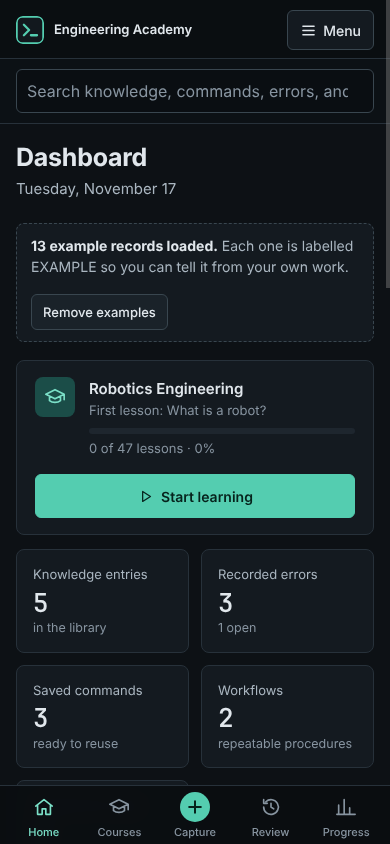 Engineering Academy
Menu
Search knowledge, commands, errors, and
Dashboard
Tuesday, November 17
13 example records loaded. Each one is labelled
EXAMPLE so you can tell it from your own work.
Remove examples
Robotics Engineering
First lesson: What is a robot?
0 of 47 lessons · 0%
Start learning
Knowledge entries
5
in the library
Recorded errors
3
1 open
Saved commands
3
ready to reuse
Workflows
2
repeatable procedures
Home
Courses
Capture
Review
Progress